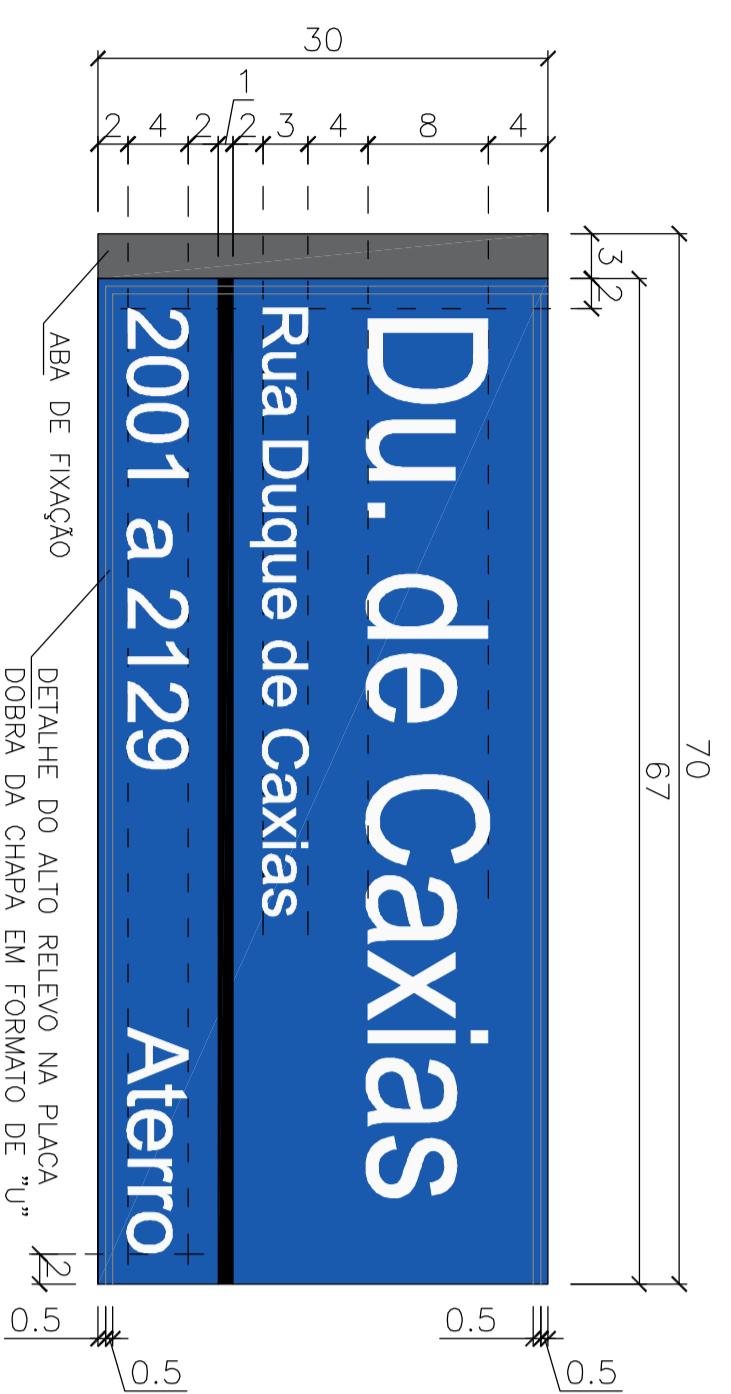 30
1
2 4 2 2 3 4 8 4
3
2
70
67
Du. de Caxias
Rua Duque de Caxias
2001 a 2129 Aterro
ABA DE FIXAÇÃO
DETALHE DO ALTO RELEVO NA PLACA
DOBRA DA CHAPA EM FORMATO DE "U"
2
0.5
0.5
0.5
0.5